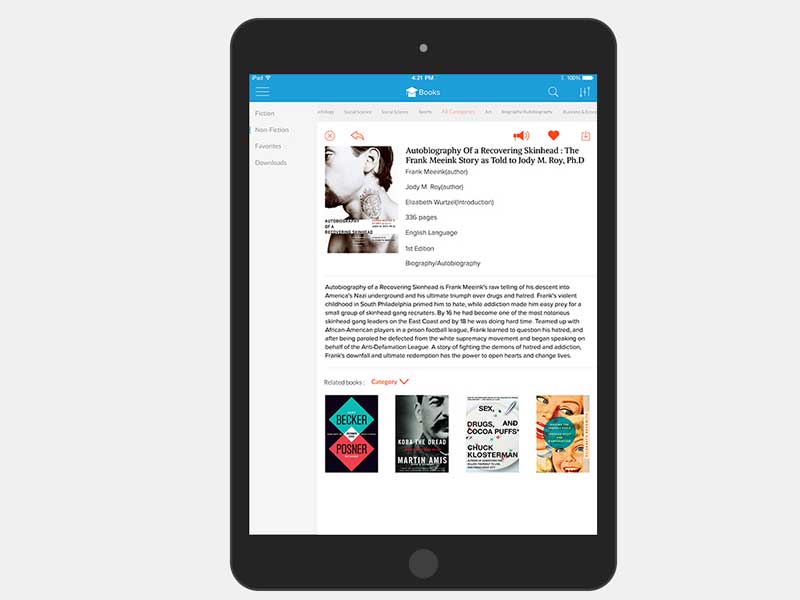 iPad
4:21 PM
100%
Books
Fiction
Non-Fiction
Favorites
Downloads
Social Science
Social Science
Sports
All Categories
Art
Biography/Autobiography
Business & Econo
Autobiography Of a Recovering Skinhead : The
Frank Meeink Story as Told to Jody M. Roy, Ph.D
Frank Meeink(author)
Jody M. Roy(author)
Elizabeth Wurtzel(Introduction)
336 pages
English Language
1st Edition
Biography/Autobiography
AUTOBIOGRAPHY
OF A
RECOVERING SKINHEAD
Autobiography of a Recovering Skinhead is Frank Meeink's raw telling of his descent into
America's Nazi underground and his ultimate triumph over drugs and hatred. Frank's violent
childhood in South Philadelphia primed him to hate, while addiction made him easy prey for a
small group of skinhead gang recruiters. By 16 he had become one of the most notorious
skinhead gang leaders on the East Coast and by 18 he was doing hard time. Teamed up with
African-American players in a prison football league, Frank learned to question his hatred, and
after being paroled he defected from the white supremacy movement and began speaking on
behalf of the Anti-Defamation League. A story of fighting the demons of hatred and addiction,
Frank's downfall and ultimate redemption has the power to open hearts and change lives.
Related books :
Category
BECKER
POSNER
KOBA THE DREAD
MARTIN AMIS
SEX,
DRUGS, AND
COCOA PUFFS
CHUCK
KLOSTERMAN